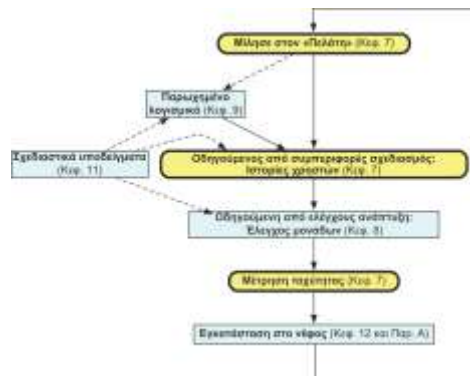 Μίλησε στον «Πελάτη» (Κεφ. 7)
Παρωχημένο
λογισμικό (Κεφ. 9)
Σχεδιαστικά υποδείγματα
(Κεφ. 11)
Οδηγούμενος από συμπεριφορές σχεδιασμός:
Ιστορίες χρηστών (Κεφ. 7)
Οδηγούμενη από ελέγχους ανάπτυξη:
Έλεγχος μονάδων (Κεφ. 8)
Μέτρηση ταχύτητας (Κεφ. 7)
Εγκατάσταση στο νέφος (Κεφ. 12 και Παρ. Α)